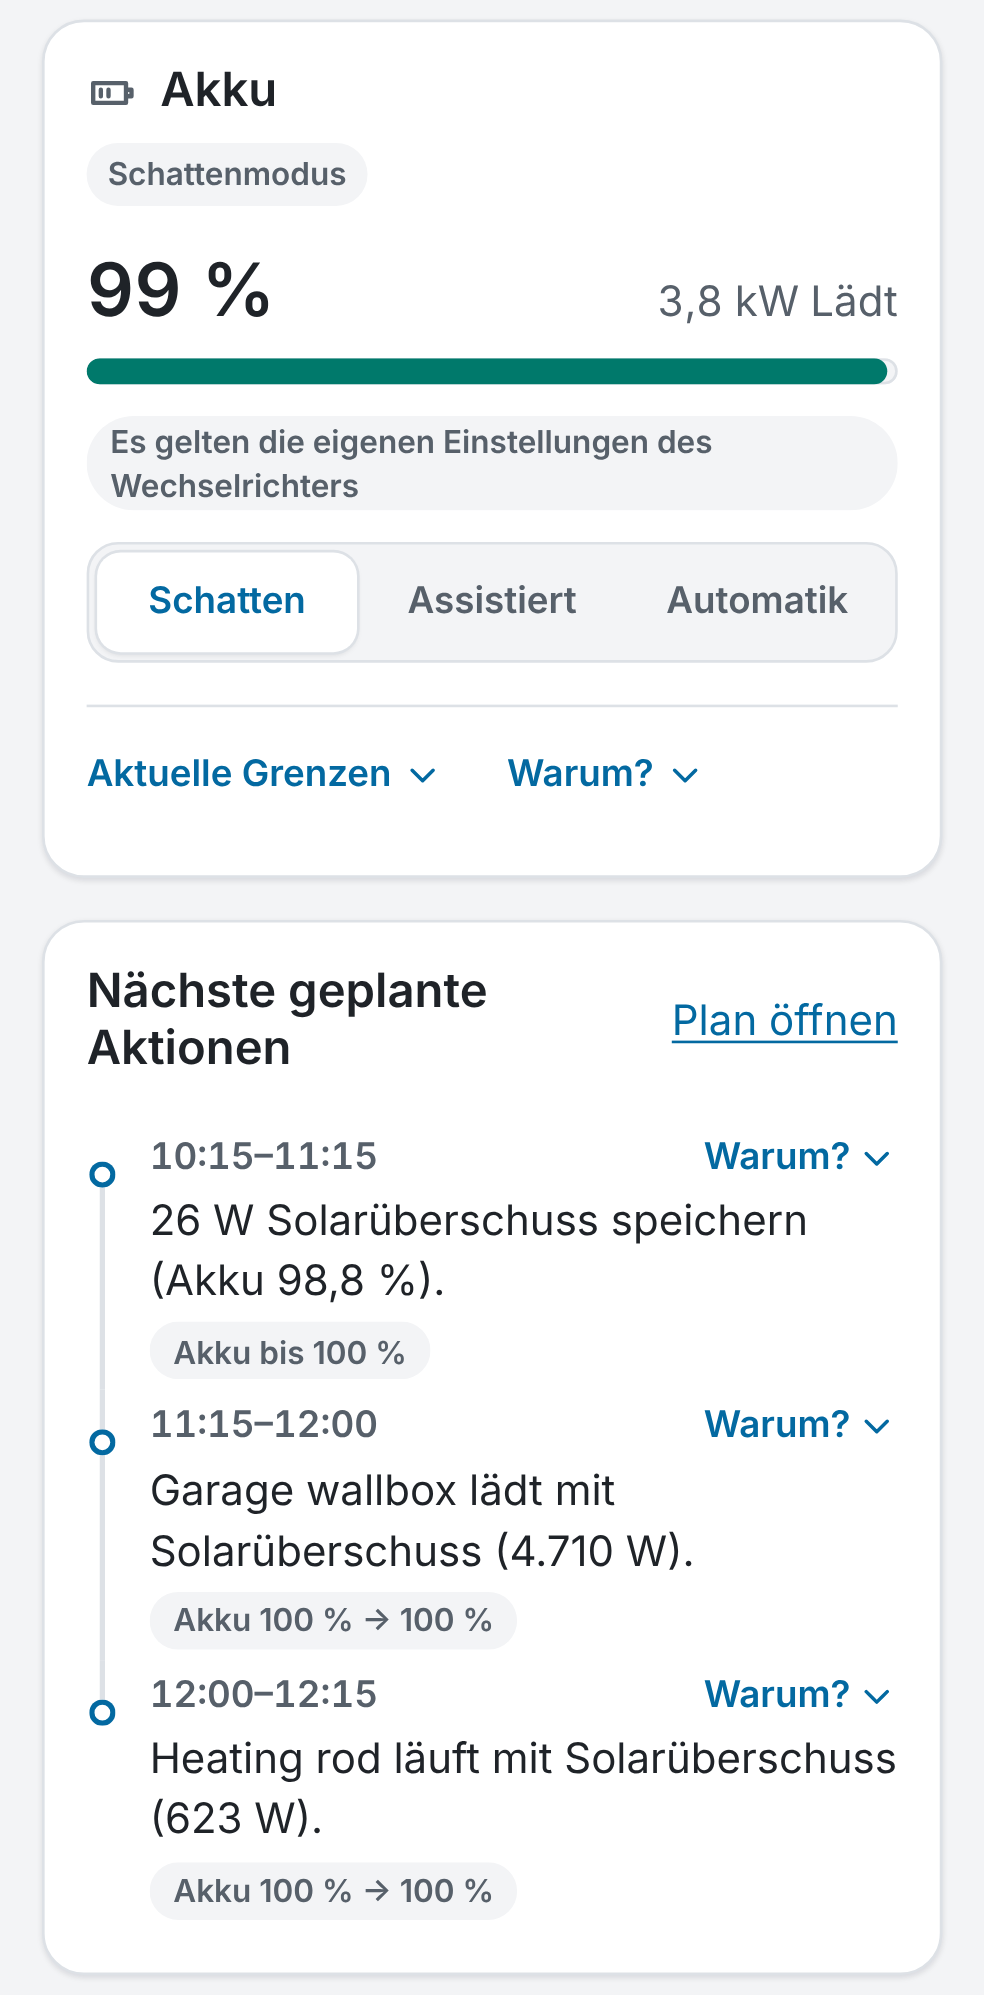 Akku
Schattenmodus
99 %
3,8 kW Lädt
Es gelten die eigenen Einstellungen des
Wechselrichters
Schatten
Assistiert
Automatik
Aktuelle Grenzen
Warum?
Nächste geplante
Aktionen
Plan öffnen
10:15–11:15
Warum?
26 W Solarüberschuss speichern
(Akku 98,8 %).
Akku bis 100 %
11:15–12:00
Warum?
Garage wallbox lädt mit
Solarüberschuss (4.710 W).
Akku 100 % → 100 %
12:00–12:15
Warum?
Heating rod läuft mit Solarüberschuss
(623 W).
Akku 100 % → 100 %